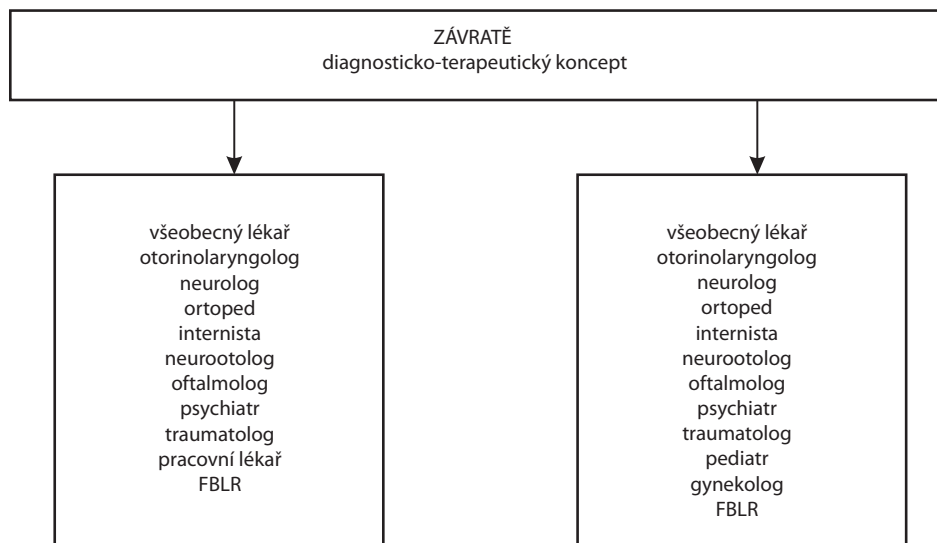 ZÁVRATĚ
diagnosticko-terapeutický koncept
všeobecný lékař
otorinolaryngolog
neurolog
ortoped
internista
neurootolog
oftalmolog
psychiatr
traumatolog
pracovní lékař
FBLR
všeobecný lékař
otorinolaryngolog
neurolog
ortoped
internista
neurootolog
oftalmolog
psychiatr
traumatolog
pediatr
gynekolog
FBLR